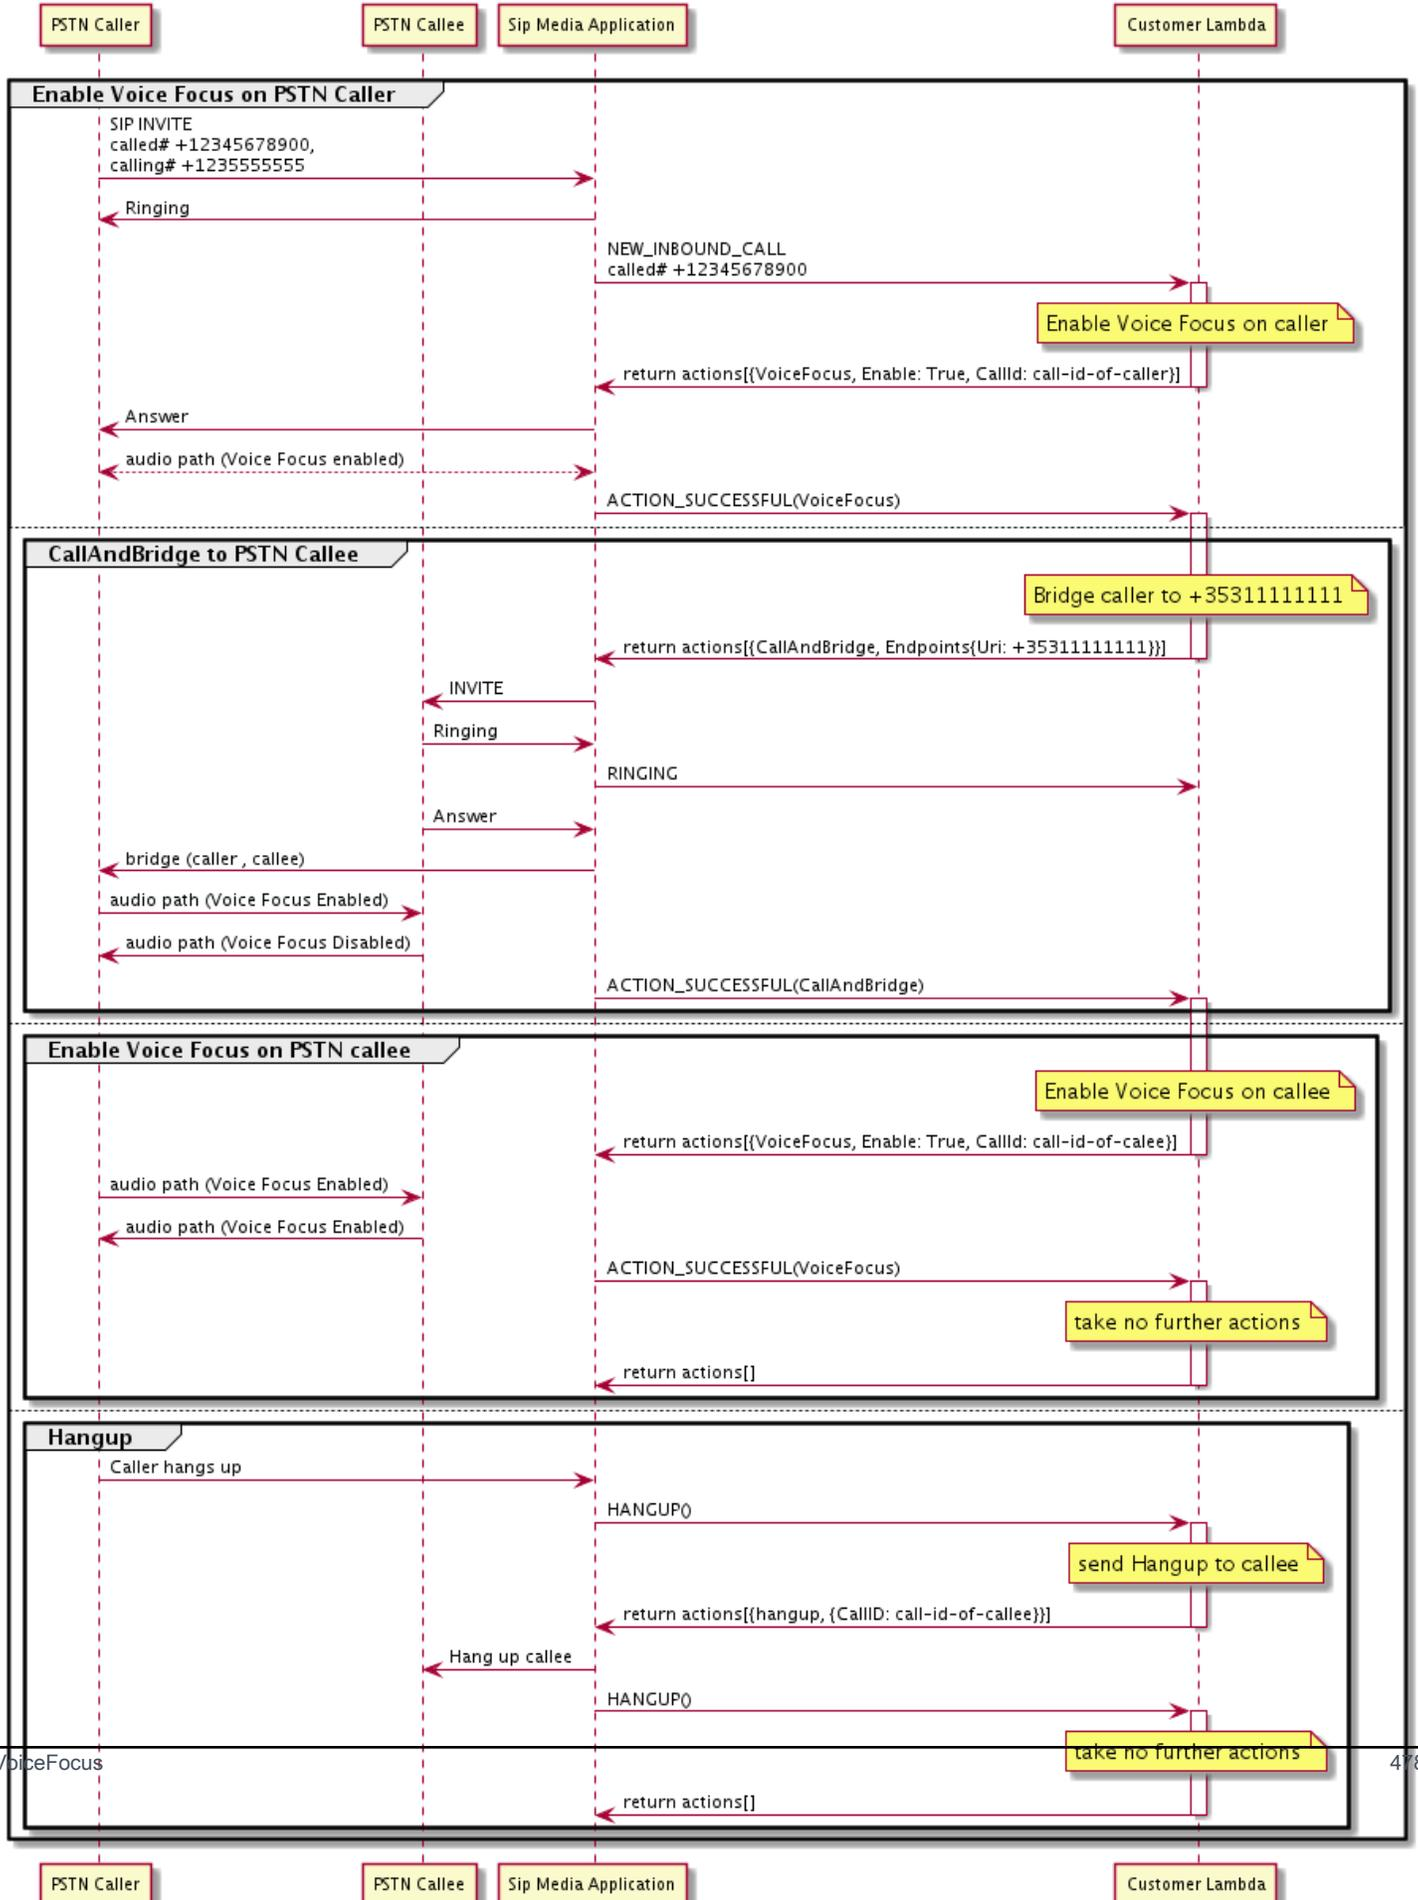 PSTN Caller
PSTN Callee
Sip Media Application
Customer Lambda
Enable Voice Focus on PSTN Caller
SIP INVITE
called# +12345678900,
calling# +1235555555
Ringing
NEW_INBOUND_CALL
called# +12345678900
Enable Voice Focus on caller
return actions[{VoiceFocus, Enable: True, CallId: call-id-of-caller}]
Answer
audio path (Voice Focus enabled)
ACTION_SUCCESSFUL(VoiceFocus)
CallAndBridge to PSTN Callee
Bridge caller to +35311111111
return actions[{CallAndBridge, Endpoints{Uri: +35311111111}}]
INVITE
Ringing
RINGING
Answer
bridge (caller , callee)
audio path (Voice Focus Enabled)
audio path (Voice Focus Disabled)
ACTION_SUCCESSFUL(CallAndBridge)
Enable Voice Focus on PSTN callee
Enable Voice Focus on callee
return actions[{VoiceFocus, Enable: True, CallId: call-id-of-calee}]
audio path (Voice Focus Enabled)
audio path (Voice Focus Enabled)
ACTION_SUCCESSFUL(VoiceFocus)
take no further actions
return actions[]
Hangup
Caller hangs up
HANGUP()
send Hangup to callee
return actions[{hangup, {CallID: call-id-of-callee}}]
Hang up callee
HANGUP()
take no further actions
VoiceFocus
478
return actions[]
PSTN Caller
PSTN Callee
Sip Media Application
Customer Lambda